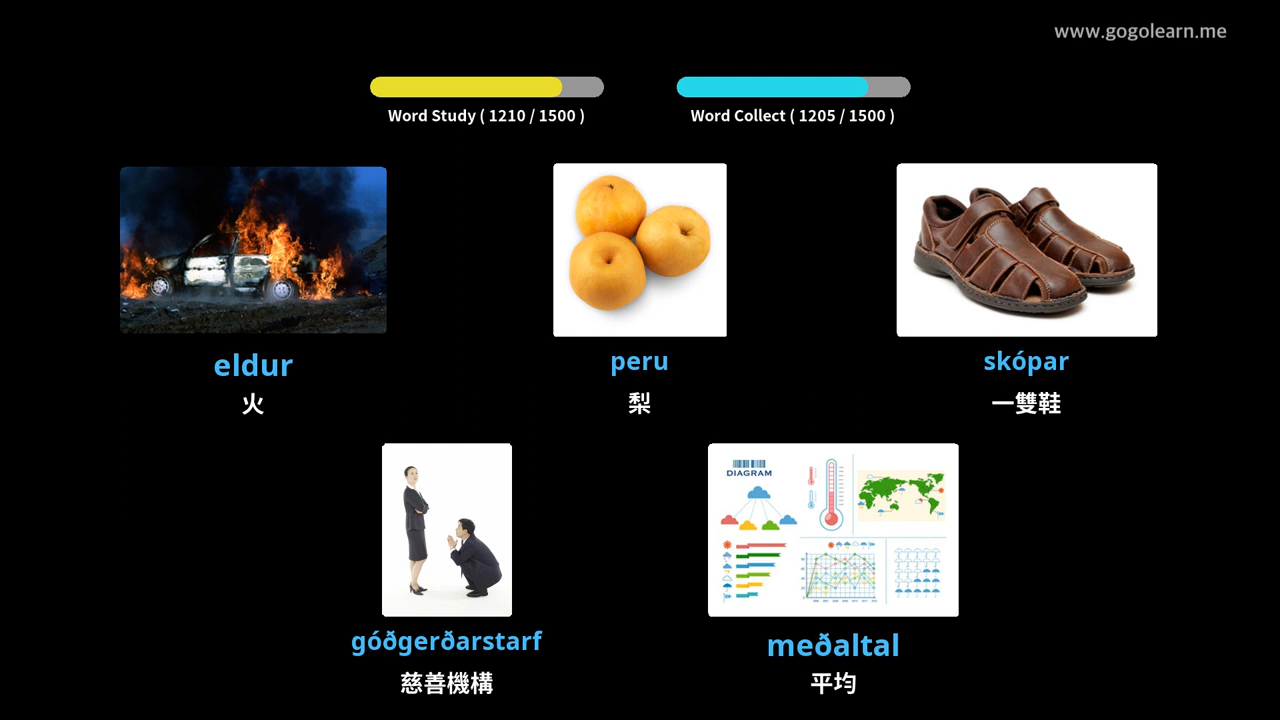 www.gogolearn.me
Word Study ( 1210 / 1500 )
Word Collect ( 1205 / 1500 )
eldur
火
peru
梨
skópar
一雙鞋
DIAGRAM
góðgerðarstarf
慈善機構
meðaltal
平均